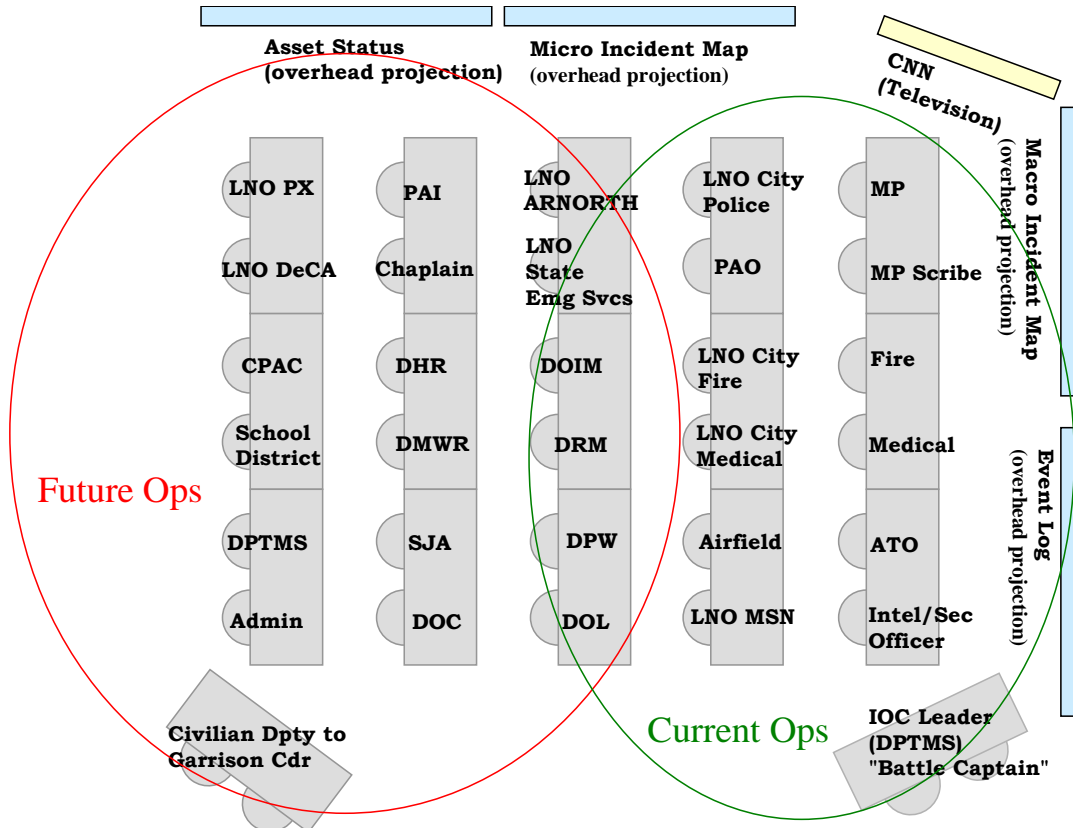 Asset Status
(overhead projection)
Micro Incident Map
(overhead projection)
CNN
(Television)
Macro Incident Map
(overhead projection)
Event Log
(overhead projection)
LNO PX
LNO DeCA
CPAC
School
District
DPTMS
Admin
PAI
Chaplain
DHR
DMWR
SJA
DOC
LNO
ARNORTH
LNO
State
Emg Svcs
DOIM
DRM
DPW
DOL
LNO City
Police
PAO
LNO City
Fire
LNO City
Medical
Airfield
LNO MSN
MP
MP Scribe
Fire
Medical
ATO
Intel/Sec
Officer
Future Ops
Current Ops
Civilian Dpty to
Garrison Cdr
IOC Leader
(DPTMS)
"Battle Captain"